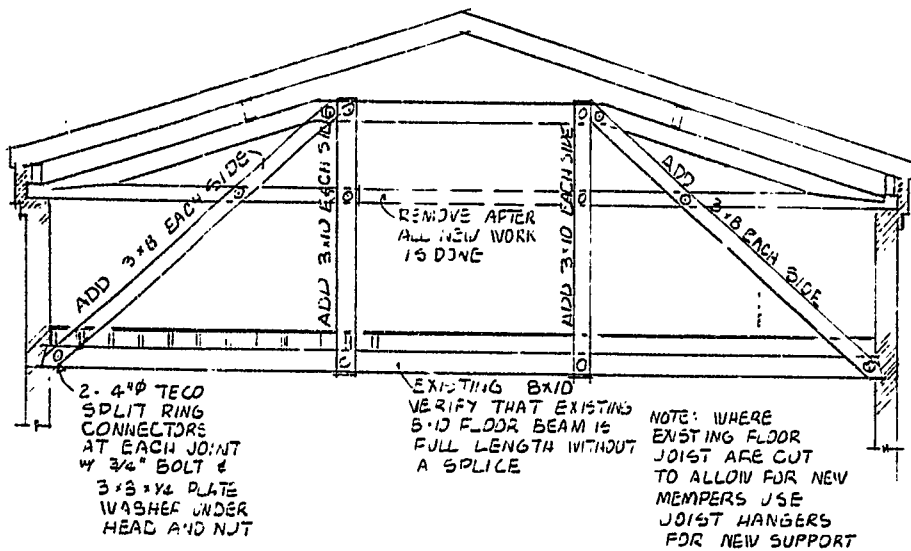 ADD 3×8 EACH SIDE
ADD 3×10 EACH SIDE
ADD 3×10 EACH SIDE
ADD 3×8 EACH SIDE
REMOVE AFTER
ALL NEW WORK
IS DONE
2- 4"φ TECO
SPLIT RING
CONNECTORS
AT EACH JOINT
W/ 3/4" BOLT &
3×3×1/4 PLATE
WASHER UNDER
HEAD AND NUT
EXISTING 8×10
VERIFY THAT EXISTING
8×10 FLOOR BEAM IS
FULL LENGTH WITHOUT
A SPLICE
NOTE: WHERE
EXISTING FLOOR
JOIST ARE CUT
TO ALLOW FOR NEW
MEMPERS USE
JOIST HANGERS
FOR NEW SUPPORT